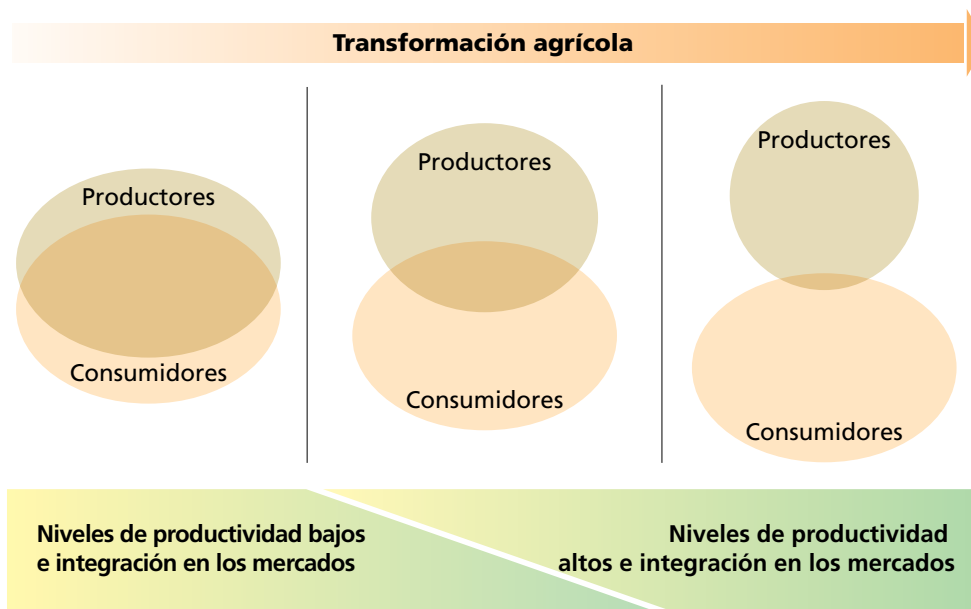 Transformación agrícola
Productores
Consumidores
Productores
Consumidores
Productores
Consumidores
Niveles de productividad bajos
e integración en los mercados
Niveles de productividad
altos e integración en los mercados